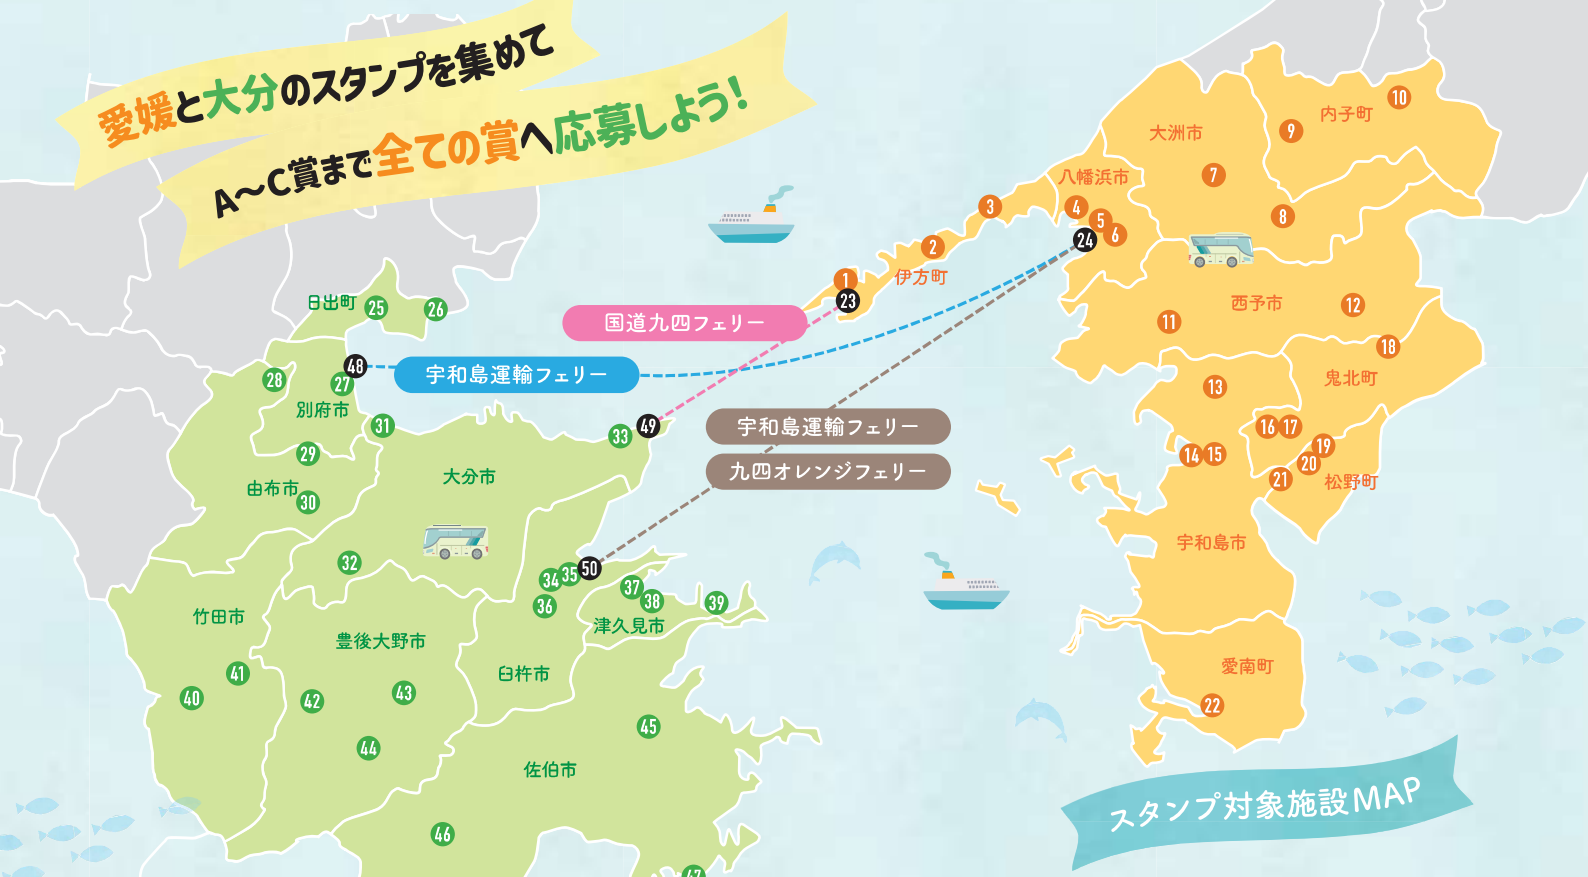 愛媛と大分のスタンプを集めて
A〜C賞まで全ての賞へ応募しよう!
10
内子町
9
大洲市
7
八幡浜市
3
4
5
6
8
24
2
伊方町
1
23
日出町
25
26
国道九四フェリー
西予市
12
11
18
48
宇和島運輸フェリー
28
27
別府市
13
鬼北町
31
33
49
宇和島運輸フェリー
16
17
19
29
大分市
九四オレンジフェリー
14
15
20
21
松野町
由布市
30
宇和島市
32
34
35
50
36
37
38
39
竹田市
津久見市
豊後大野市
臼杵市
愛南町
41
40
42
43
22
45
44
佐伯市
スタンプ対象施設MAP
46
47